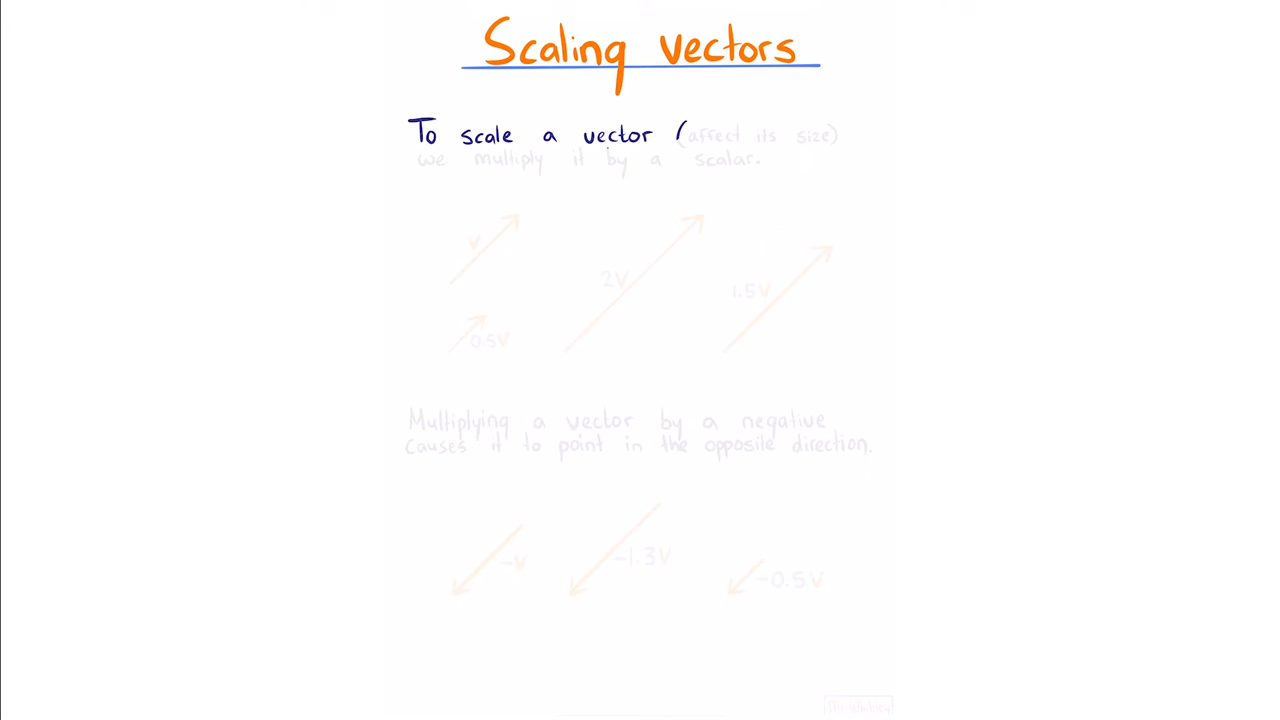 Scaling vectors
To scale a vector (affect its size)
we multiply it by a scalar.
v
2V
1.5V
0.5V
Multiplying a vector by a negative
causes it to point in the opposite direction.
-v
-1.3V
-0.5V